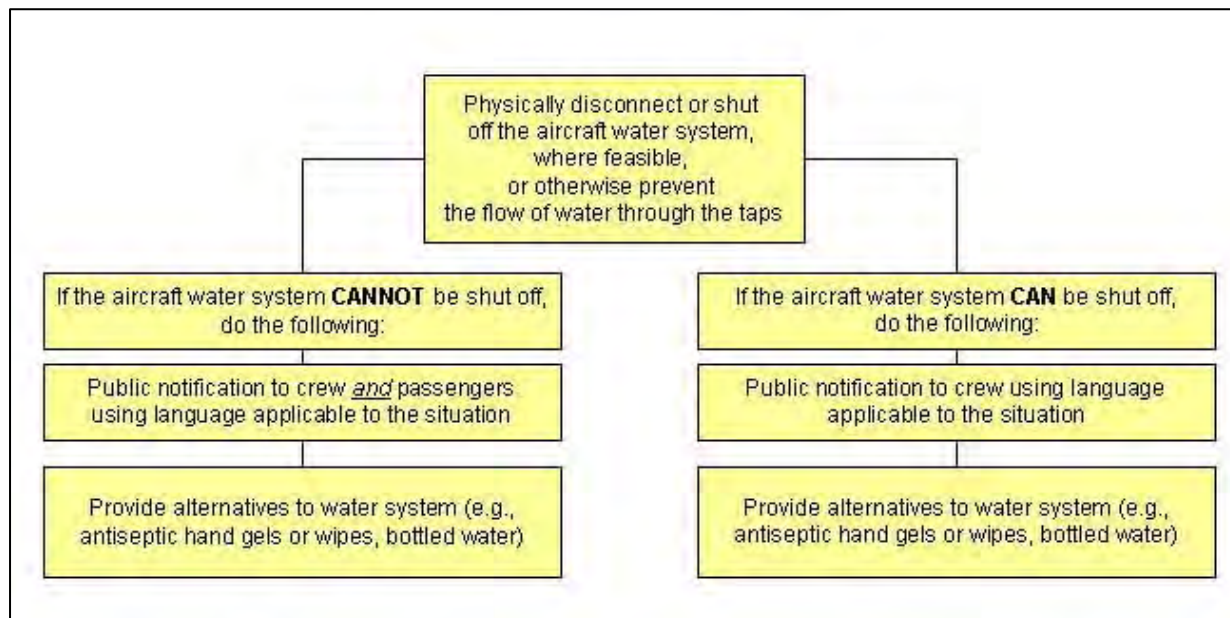 Physically disconnect or shut
off the aircraft water system,
where feasible,
or otherwise prevent
the flow of water through the taps
If the aircraft water system CANNOT be shut off,
do the following:
Public notification to crew and passengers
using language applicable to the situation
Provide alternatives to water system (e.g.,
antiseptic hand gels or wipes, bottled water)
If the aircraft water system CAN be shut off,
do the following:
Public notification to crew using language
applicable to the situation
Provide alternatives to water system (e.g.,
antiseptic hand gels or wipes, bottled water)